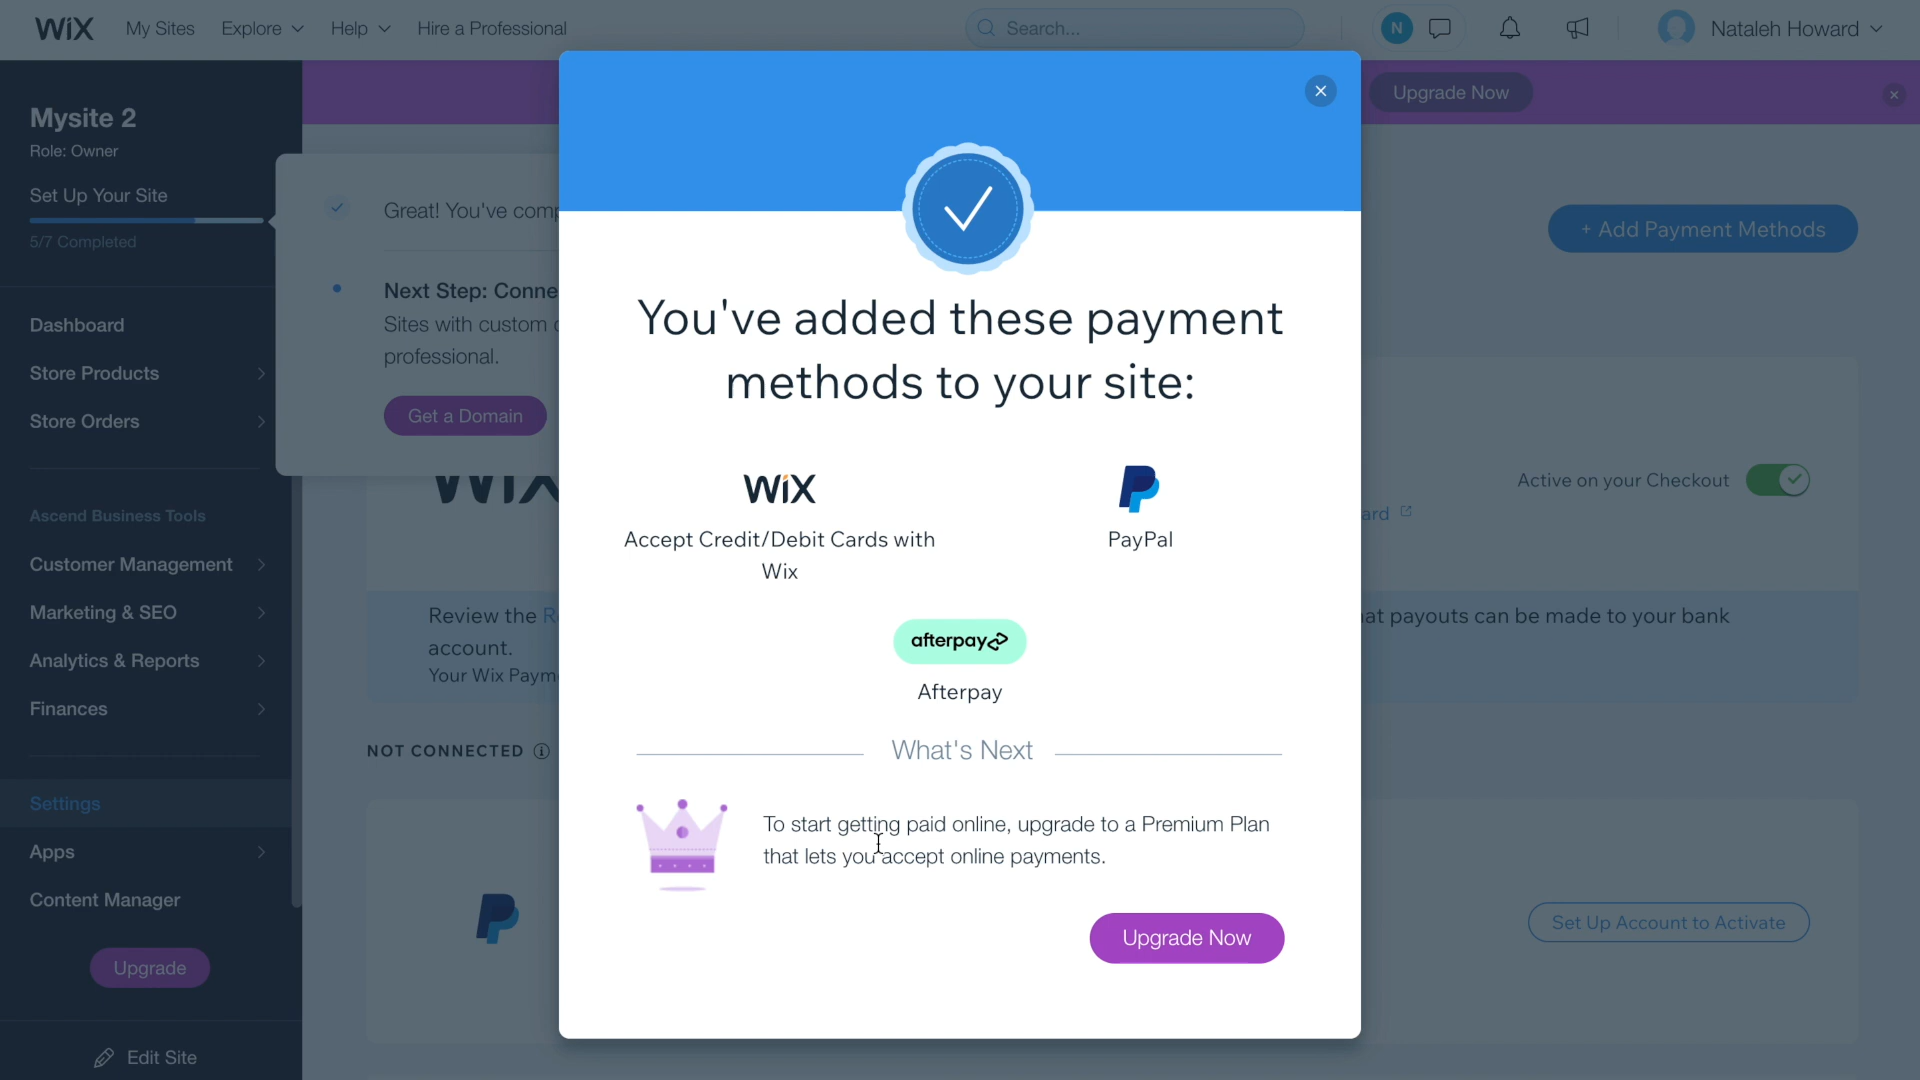 WiX
My Sites
Explore
Help
Hire a Professional
Search...
N
Nataleh Howard
Upgrade Now
Mysite 2
Role: Owner
Set Up Your Site
5/7 Completed
Dashboard
Store Products
Store Orders
Ascend Business Tools
Customer Management
Marketing & SEO
Analytics & Reports
Finances
Settings
Apps
Content Manager
Upgrade
Edit Site
Great! You've
Next Step:
Sites with custom
professional.
Get a Domain
+ Add Payment Methods
Active on your Checkout
Review the
at payouts can be made to your bank
account.
Your Wix
NOT CONNECTED
Set Up Account to Activate
You've added these payment
methods to your site:
WiX
Accept Credit/Debit Cards with
Wix
PayPal
afterpay
Afterpay
What's Next
To start getting paid online, upgrade to a Premium Plan
that lets you accept online payments.
Upgrade Now